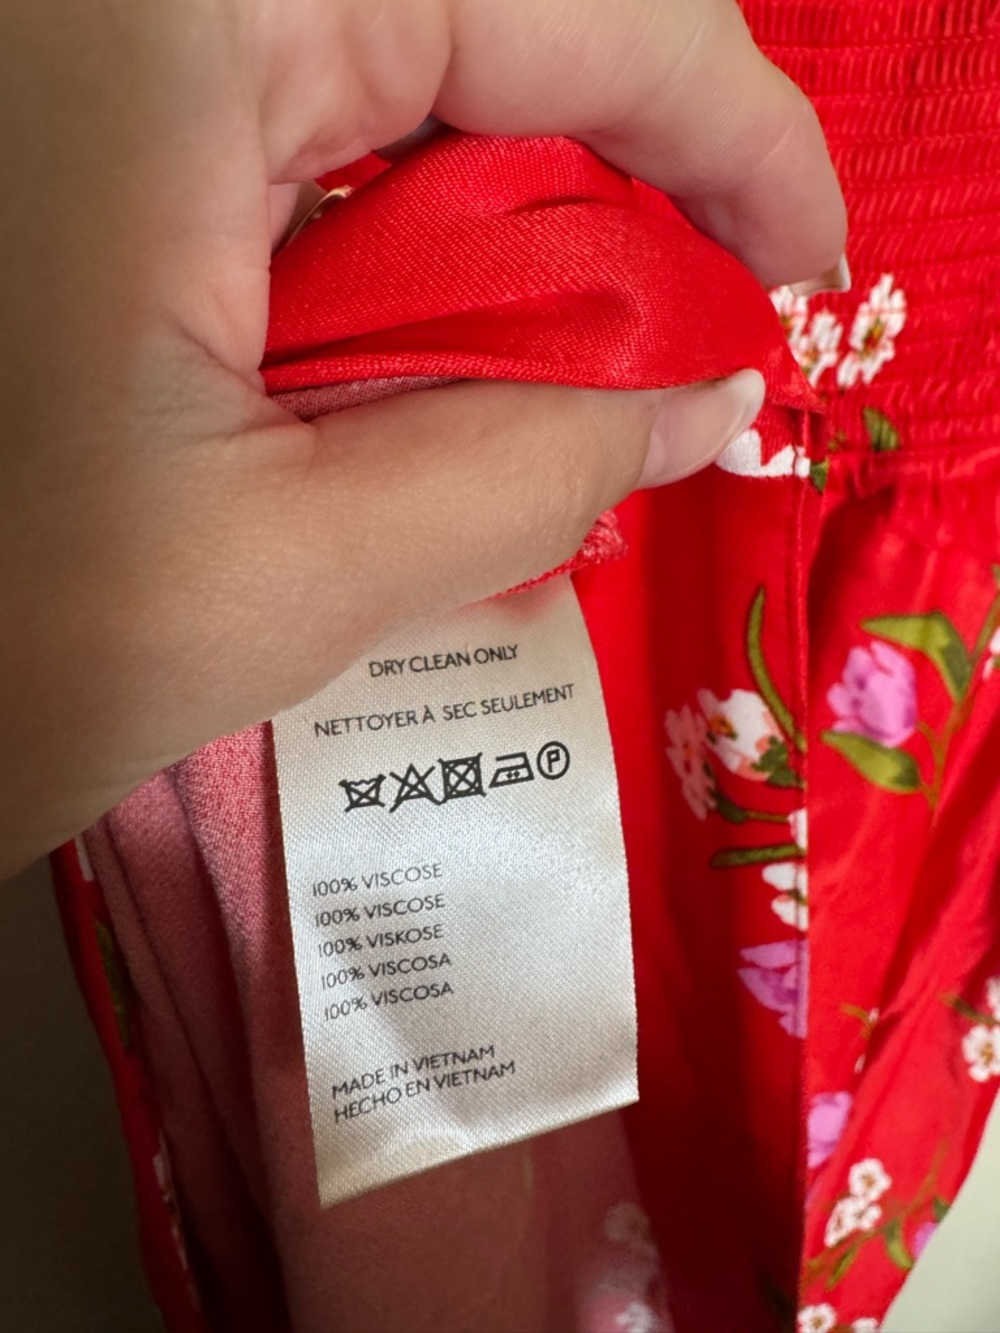 DRY CLEAN ONLY
NETTOYER À SEC SEULEMENT
P
100% VISCOSE
100% VISCOSE
100% VISKOSE
100% VISCOSA
100% VISCOSA
MADE IN VIETNAM
HECHO EN VIETNAM